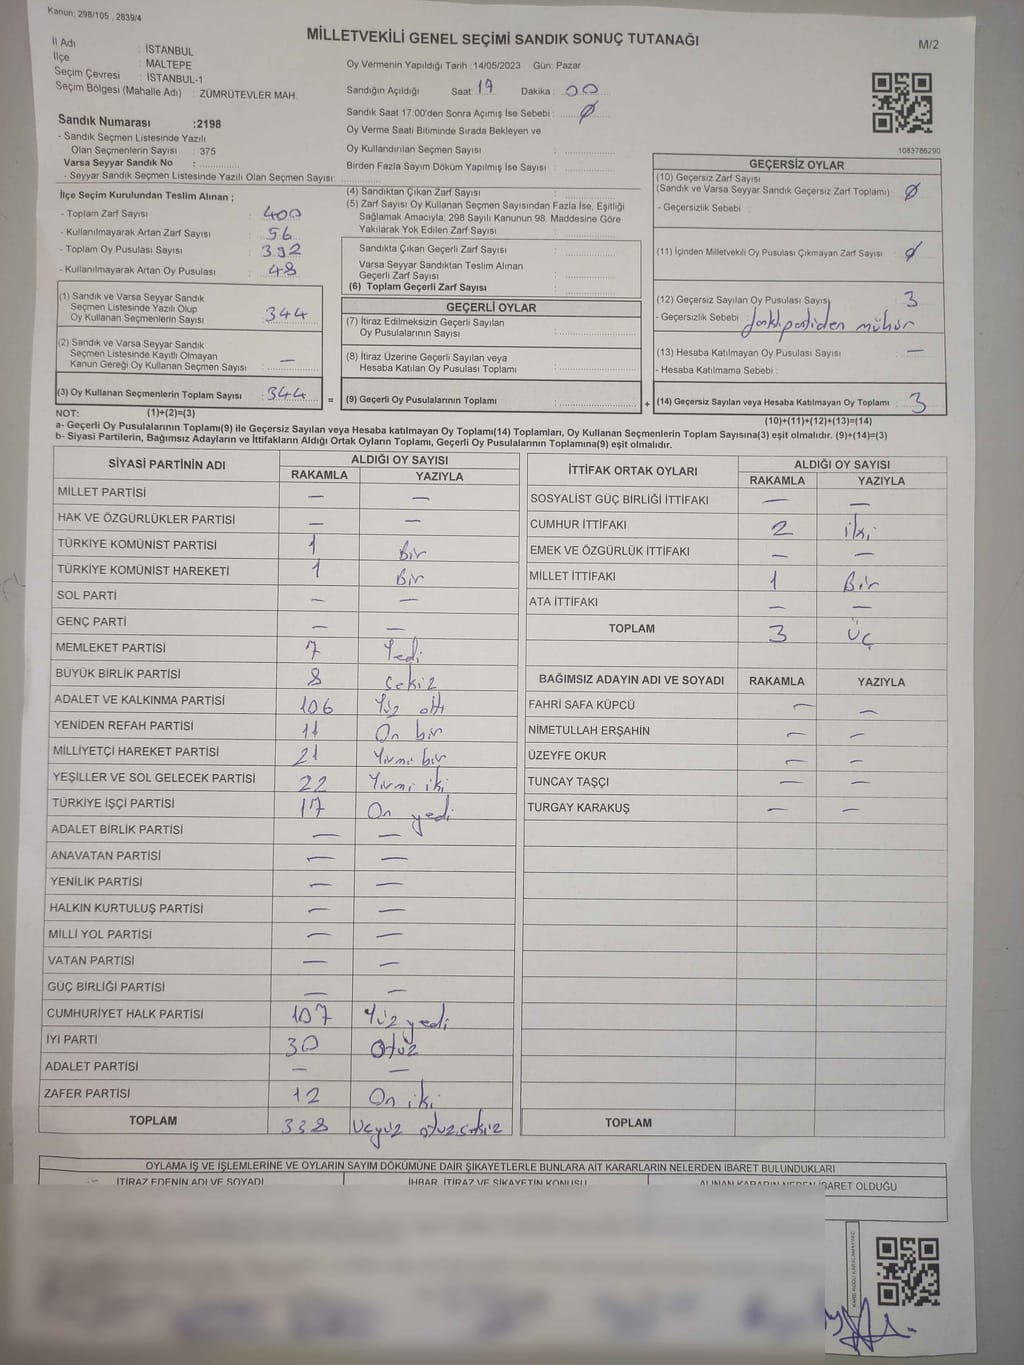 Kanun: 298/105 , 2839/4
MİLLETVEKİLİ GENEL SEÇİMİ SANDIK SONUÇ TUTANAĞI
M/2
İl Adı : İSTANBUL
İlçe : MALTEPE
Seçim Çevresi : İSTANBUL-1
Seçim Bölgesi (Mahalle Adı) : ZÜMRÜTEVLER MAH.
Oy Vermenin Yapıldığı Tarih :14/05/2023 Gün: Pazar
Sandığın Açıldığı Saat : 17 Dakika : 00
Sandık Saat 17:00'den Sonra Açımış İse Sebebi : Ø
Oy Verme Saati Bitiminde Sırada Bekleyen ve
Oy Kullandırılan Seçmen Sayısı :
Birden Fazla Sayım Döküm Yapılmış İse Sayısı :
1083786290
Sandık Numarası :2198
- Sandık Seçmen Listesinde Yazılı
Olan Seçmenlerin Sayısı : 375
Varsa Seyyar Sandık No :
- Seyyar Sandık Seçmen Listesinde Yazılı Olan Seçmen Sayısı:
İlçe Seçim Kurulundan Teslim Alınan ;
- Toplam Zarf Sayısı : 400
- Kullanılmayarak Artan Zarf Sayısı : 56
- Toplam Oy Pusulası Sayısı : 392
- Kullanılmayarak Artan Oy Pusulası : 48
(1) Sandık ve Varsa Seyyar Sandık
Seçmen Listesinde Yazılı Olup
Oy Kullanan Seçmenlerin Sayısı : 344
(2) Sandık ve Varsa Seyyar Sandık
Seçmen Listesinde Kayıtlı Olmayan
Kanun Gereği Oy Kullanan Seçmen Sayısı : —
(3) Oy Kullanan Seçmenlerin Toplam Sayısı : 344
=
(4) Sandıktan Çıkan Zarf Sayısı :
(5) Zarf Sayısı Oy Kullanan Seçmen Sayısından Fazla İse, Eşitliği
Sağlamak Amacıyla; 298 Sayılı Kanunun 98. Maddesine Göre
Yakılarak Yok Edilen Zarf Sayısı :
Sandıkta Çıkan Geçerli Zarf Sayısı :
Varsa Seyyar Sandıktan Teslim Alınan
Geçerli Zarf Sayısı :
(6) Toplam Geçerli Zarf Sayısı :
GEÇERLİ OYLAR
(7) İtiraz Edilmeksizin Geçerli Sayılan
Oy Pusulalarının Sayısı :
(8) İtiraz Üzerine Geçerli Sayılan veya
Hesaba Katılan Oy Pusulası Toplamı :
(9) Geçerli Oy Pusulalarının Toplamı :
+
GEÇERSİZ OYLAR
(10) Geçersiz Zarf Sayısı
(Sandık ve Varsa Seyyar Sandık Geçersiz Zarf Toplamı) : Ø
- Geçersizlik Sebebi :
(11) İçinden Milletvekili Oy Pusulası Çıkmayan Zarf Sayısı : Ø
(12) Geçersiz Sayılan Oy Pusulası Sayısı 3
- Geçersizlik Sebebi : farklı partiden mühür
(13) Hesaba Katılmayan Oy Pusulası Sayısı : —
- Hesaba Katılmama Sebebi :
(14) Geçersiz Sayılan veya Hesaba Katılmayan Oy Toplamı : 3
NOT: (1)+(2)=(3)
(10)+(11)+(12)+(13)=(14)
a- Geçerli Oy Pusulalarının Toplamı(9) ile Geçersiz Sayılan veya Hesaba katılmayan Oy Toplamı(14) Toplamları, Oy Kullanan Seçmenlerin Toplam Sayısına(3) eşit olmalıdır. (9)+(14)=(3)
b- Siyasi Partilerin, Bağımsız Adayların ve İttifakların Aldığı Ortak Oyların Toplamı, Geçerli Oy Pusulalarının Toplamına(9) eşit olmalıdır.
SİYASİ PARTİNİN ADI ALDIĞI OY SAYISI
RAKAMLA YAZIYLA
MİLLET PARTİSİ — —
HAK VE ÖZGÜRLÜKLER PARTİSİ — —
TÜRKİYE KOMÜNİST PARTİSİ 1 Bir
TÜRKİYE KOMÜNİST HAREKETİ 1 Bir
SOL PARTİ — —
GENÇ PARTİ — —
MEMLEKET PARTİSİ 7 Yedi
BÜYÜK BİRLİK PARTİSİ 8 Sekiz
ADALET VE KALKINMA PARTİSİ 106 Yüz altı
YENİDEN REFAH PARTİSİ 11 On bir
MİLLİYETÇİ HAREKET PARTİSİ 21 Yirmi bir
YEŞİLLER VE SOL GELECEK PARTİSİ 22 Yirmi iki
TÜRKİYE İŞÇİ PARTİSİ 17 On yedi
ADALET BİRLİK PARTİSİ — —
ANAVATAN PARTİSİ — —
YENİLİK PARTİSİ — —
HALKIN KURTULUŞ PARTİSİ — —
MİLLİ YOL PARTİSİ — —
VATAN PARTİSİ — —
GÜÇ BİRLİĞİ PARTİSİ — —
CUMHURİYET HALK PARTİSİ 107 Yüz yedi
İYİ PARTİ 30 Otuz
ADALET PARTİSİ — —
ZAFER PARTİSİ 12 On iki
TOPLAM 338 Üçyüz otuzsekiz
İTTİFAK ORTAK OYLARI ALDIĞI OY SAYISI
RAKAMLA YAZIYLA
SOSYALİST GÜÇ BİRLİĞİ İTTİFAKI — —
CUMHUR İTTİFAKI 2 iki
EMEK VE ÖZGÜRLÜK İTTİFAKI — —
MİLLET İTTİFAKI 1 Bir
ATA İTTİFAKI — —
TOPLAM 3 Üç
BAĞIMSIZ ADAYIN ADI VE SOYADI RAKAMLA YAZIYLA
FAHRİ SAFA KÜPCÜ — —
NİMETULLAH ERŞAHİN — —
ÜZEYFE OKUR — —
TUNCAY TAŞÇI — —
TURGAY KARAKUŞ — —
TOPLAM
OYLAMA İŞ VE İŞLEMLERİNE VE OYLARIN SAYIM DÖKÜMÜNE DAİR ŞİKAYETLERLE BUNLARA AİT KARARLARIN NELERDEN İBARET BULUNDUKLARI
İTİRAZ EDENİN ADI VE SOYADI İHBAR, İTİRAZ VE ŞİKAYETİN KONUSU ALINAN KARARIN NEDEN İBARET OLDUĞU